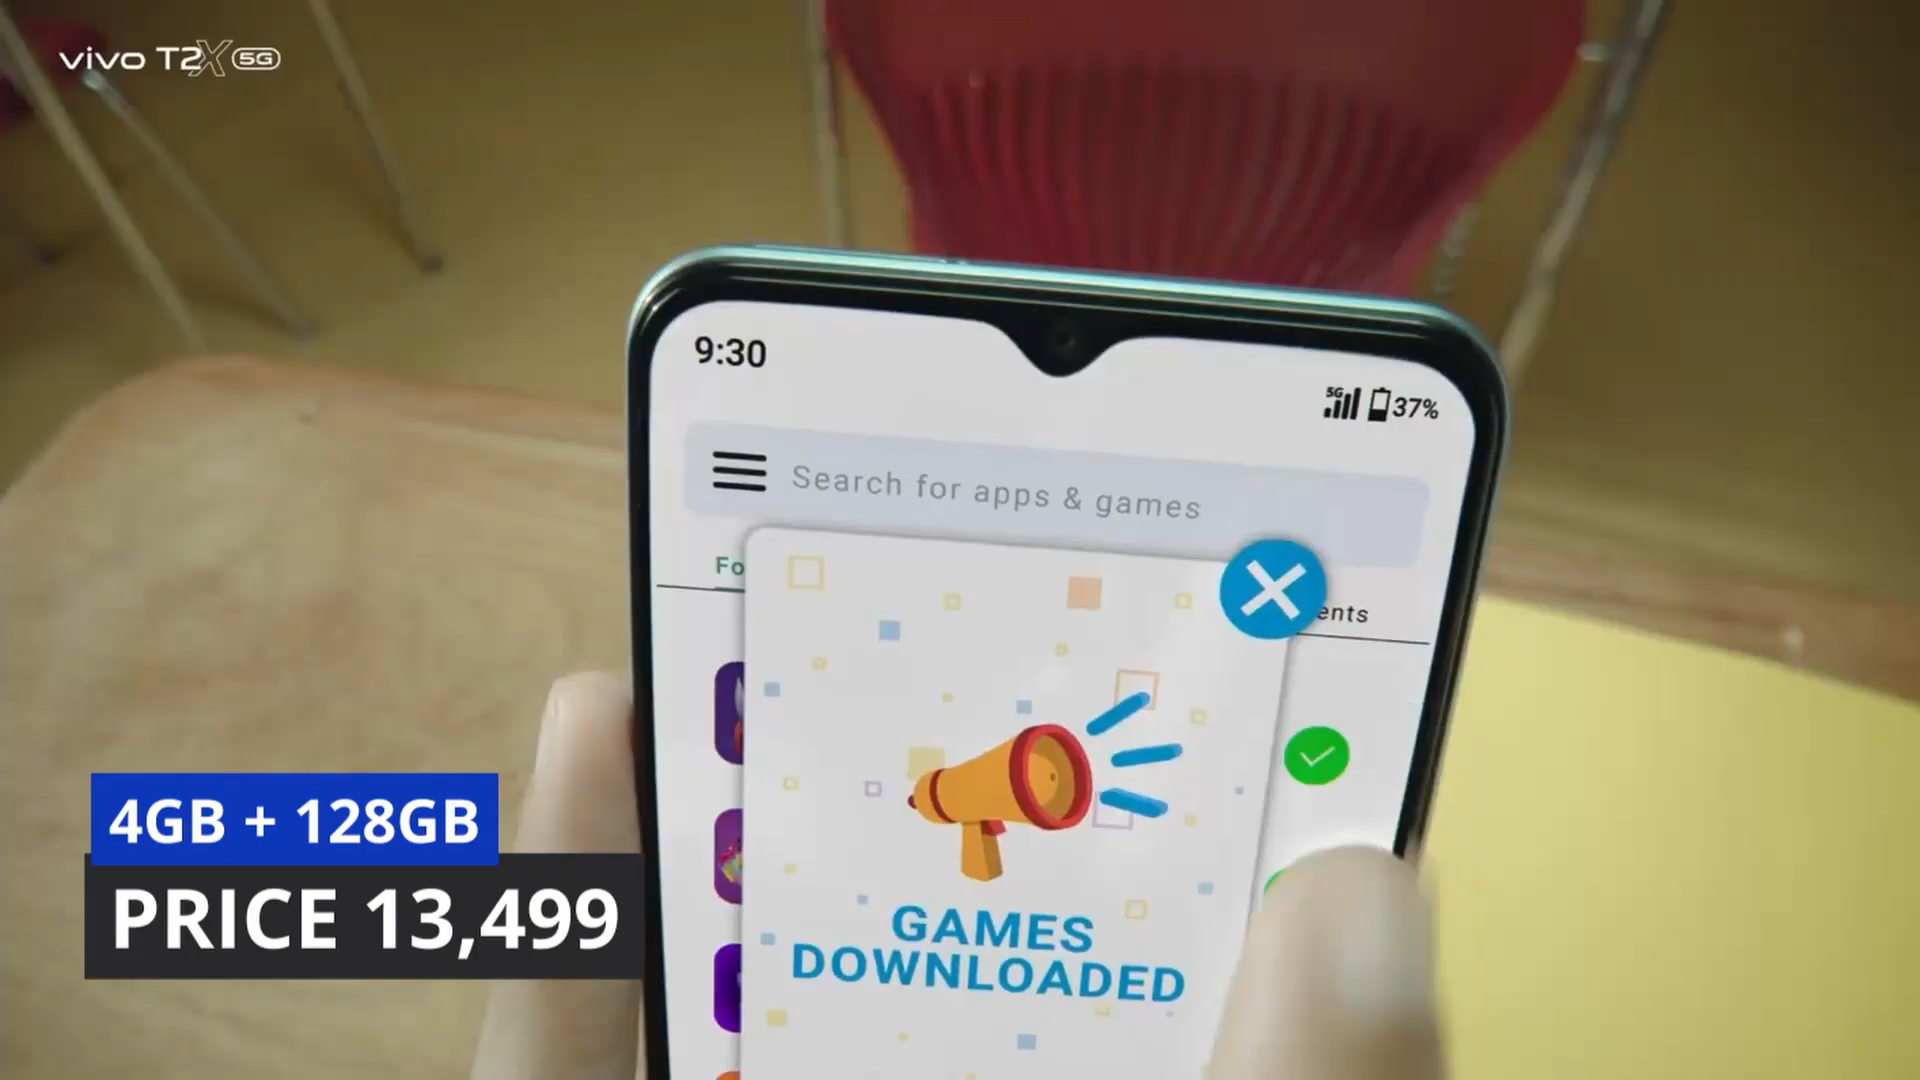 vivo T2X 5G
9:30
5G 37%
Search for apps & games
Fo
ents
GAMES
DOWNLOADED
4GB + 128GB
PRICE 13,499